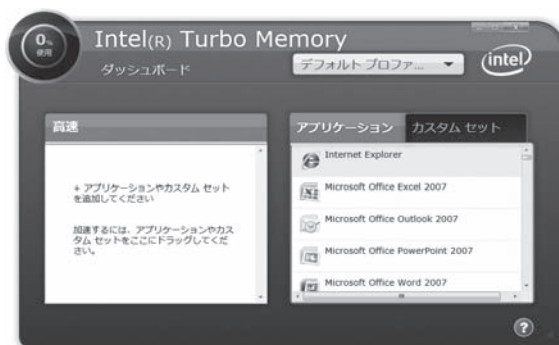 0%
使用
Intel(R) Turbo Memory
ダッシュボード
デフォルト プロファ...
intel
高速
+ アプリケーションやカスタム セット
を追加してください
加速するには、アプリケーションやカス
タム セットをここにドラッグしてくだ
さい。
アプリケーション
カスタム セット
Internet Explorer
Microsoft Office Excel 2007
Microsoft Office Outlook 2007
Microsoft Office PowerPoint 2007
Microsoft Office Word 2007
?